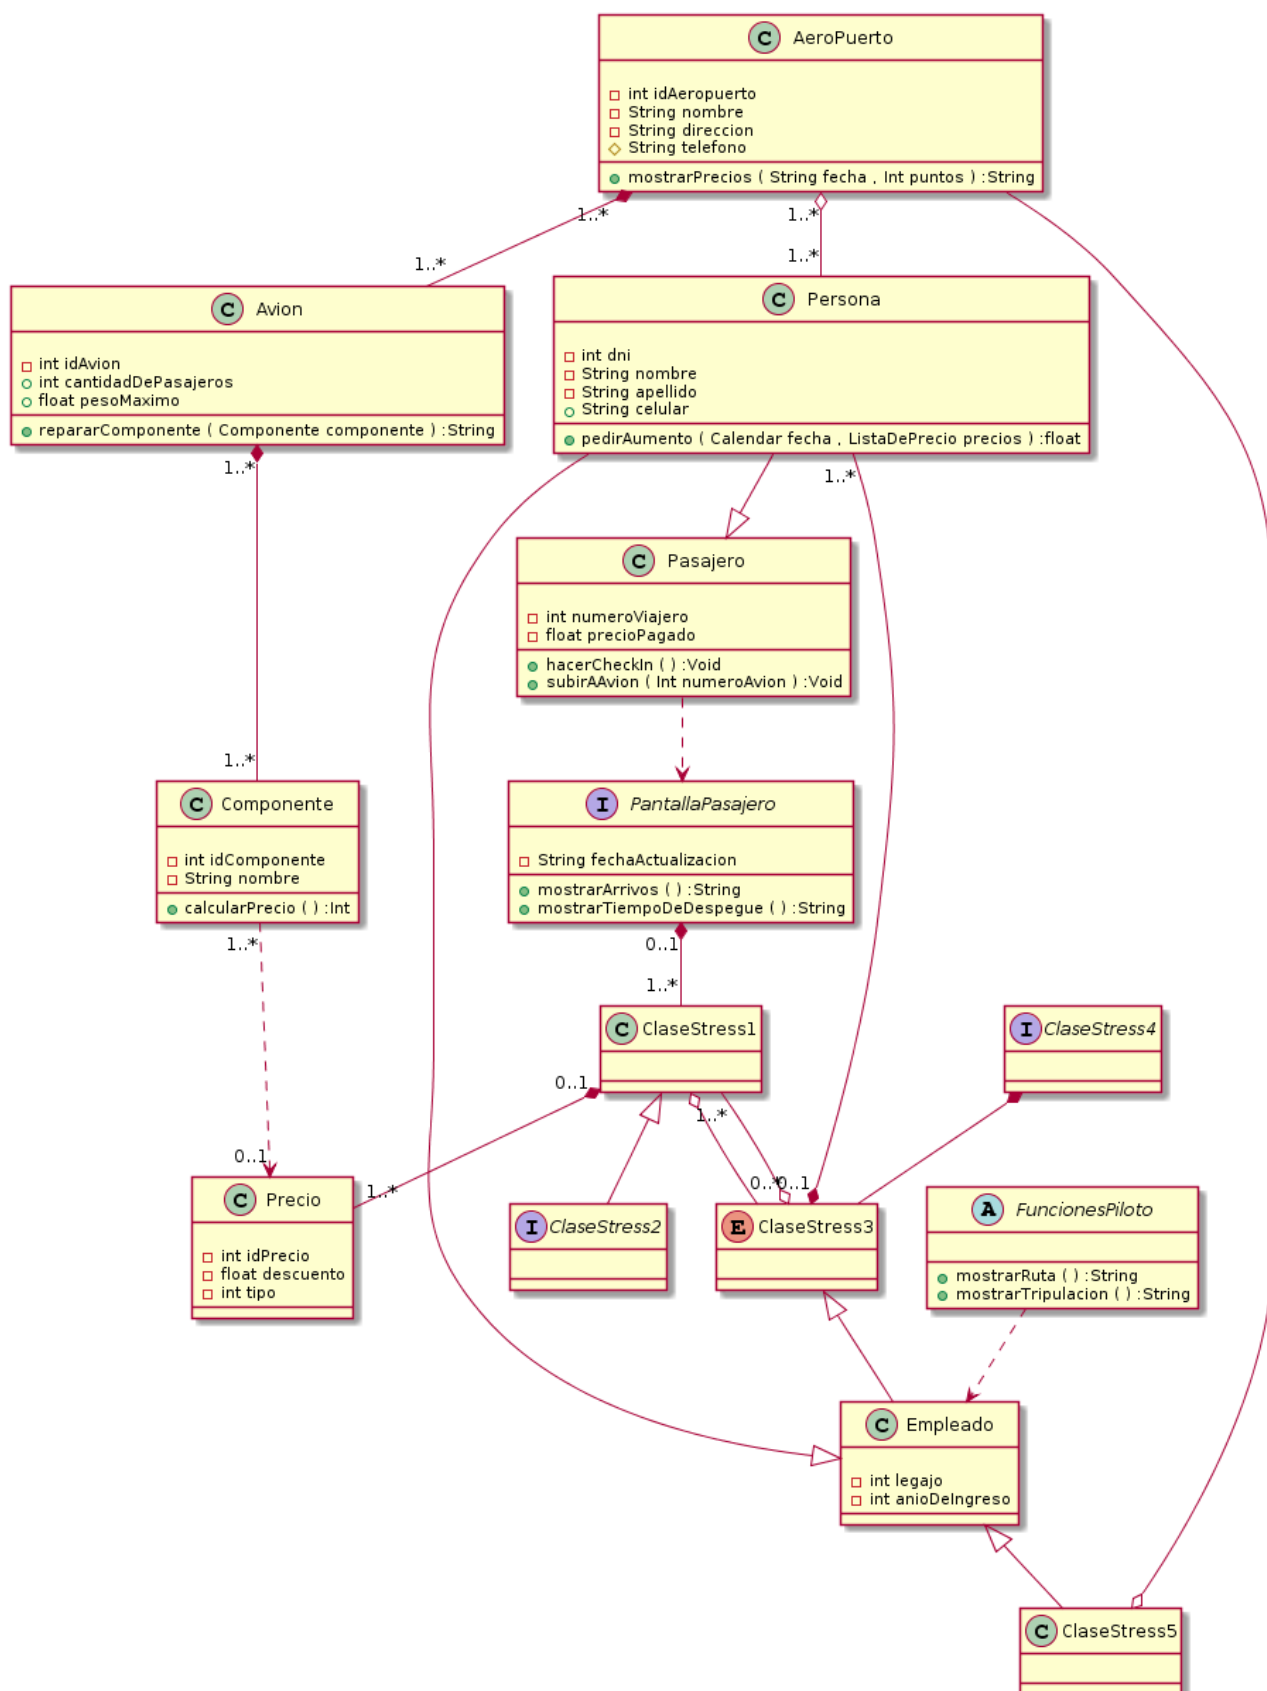 C AeroPuerto
int idAeropuerto
String nombre
String direccion
String telefono
mostrarPrecios ( String fecha , Int puntos ) :String
1..*
1..*
1..*
1..*
C Avion
int idAvion
int cantidadDePasajeros
float pesoMaximo
repararComponente ( Componente componente ) :String
C Persona
int dni
String nombre
String apellido
String celular
pedirAumento ( Calendar fecha , ListaDePrecio precios ) :float
1..*
1..*
C Pasajero
int numeroViajero
float precioPagado
hacerCheckIn ( ) :Void
subirAAvion ( Int numeroAvion ) :Void
1..*
C Componente
int idComponente
String nombre
calcularPrecio ( ) :Int
I PantallaPasajero
String fechaActualizacion
mostrarArrivos ( ) :String
mostrarTiempoDeDespegue ( ) :String
1..*
0..1
1..*
C ClaseStress1
I ClaseStress4
0..1
1..*
0..1
1..*
0..*
0..1
C Precio
int idPrecio
float descuento
int tipo
I ClaseStress2
E ClaseStress3
A FuncionesPiloto
mostrarRuta ( ) :String
mostrarTripulacion ( ) :String
C Empleado
int legajo
int anioDeIngreso
C ClaseStress5